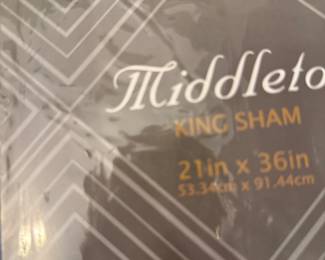 Middleto
KING SHAM
21in x 36in
53.34cm x 91.44cm